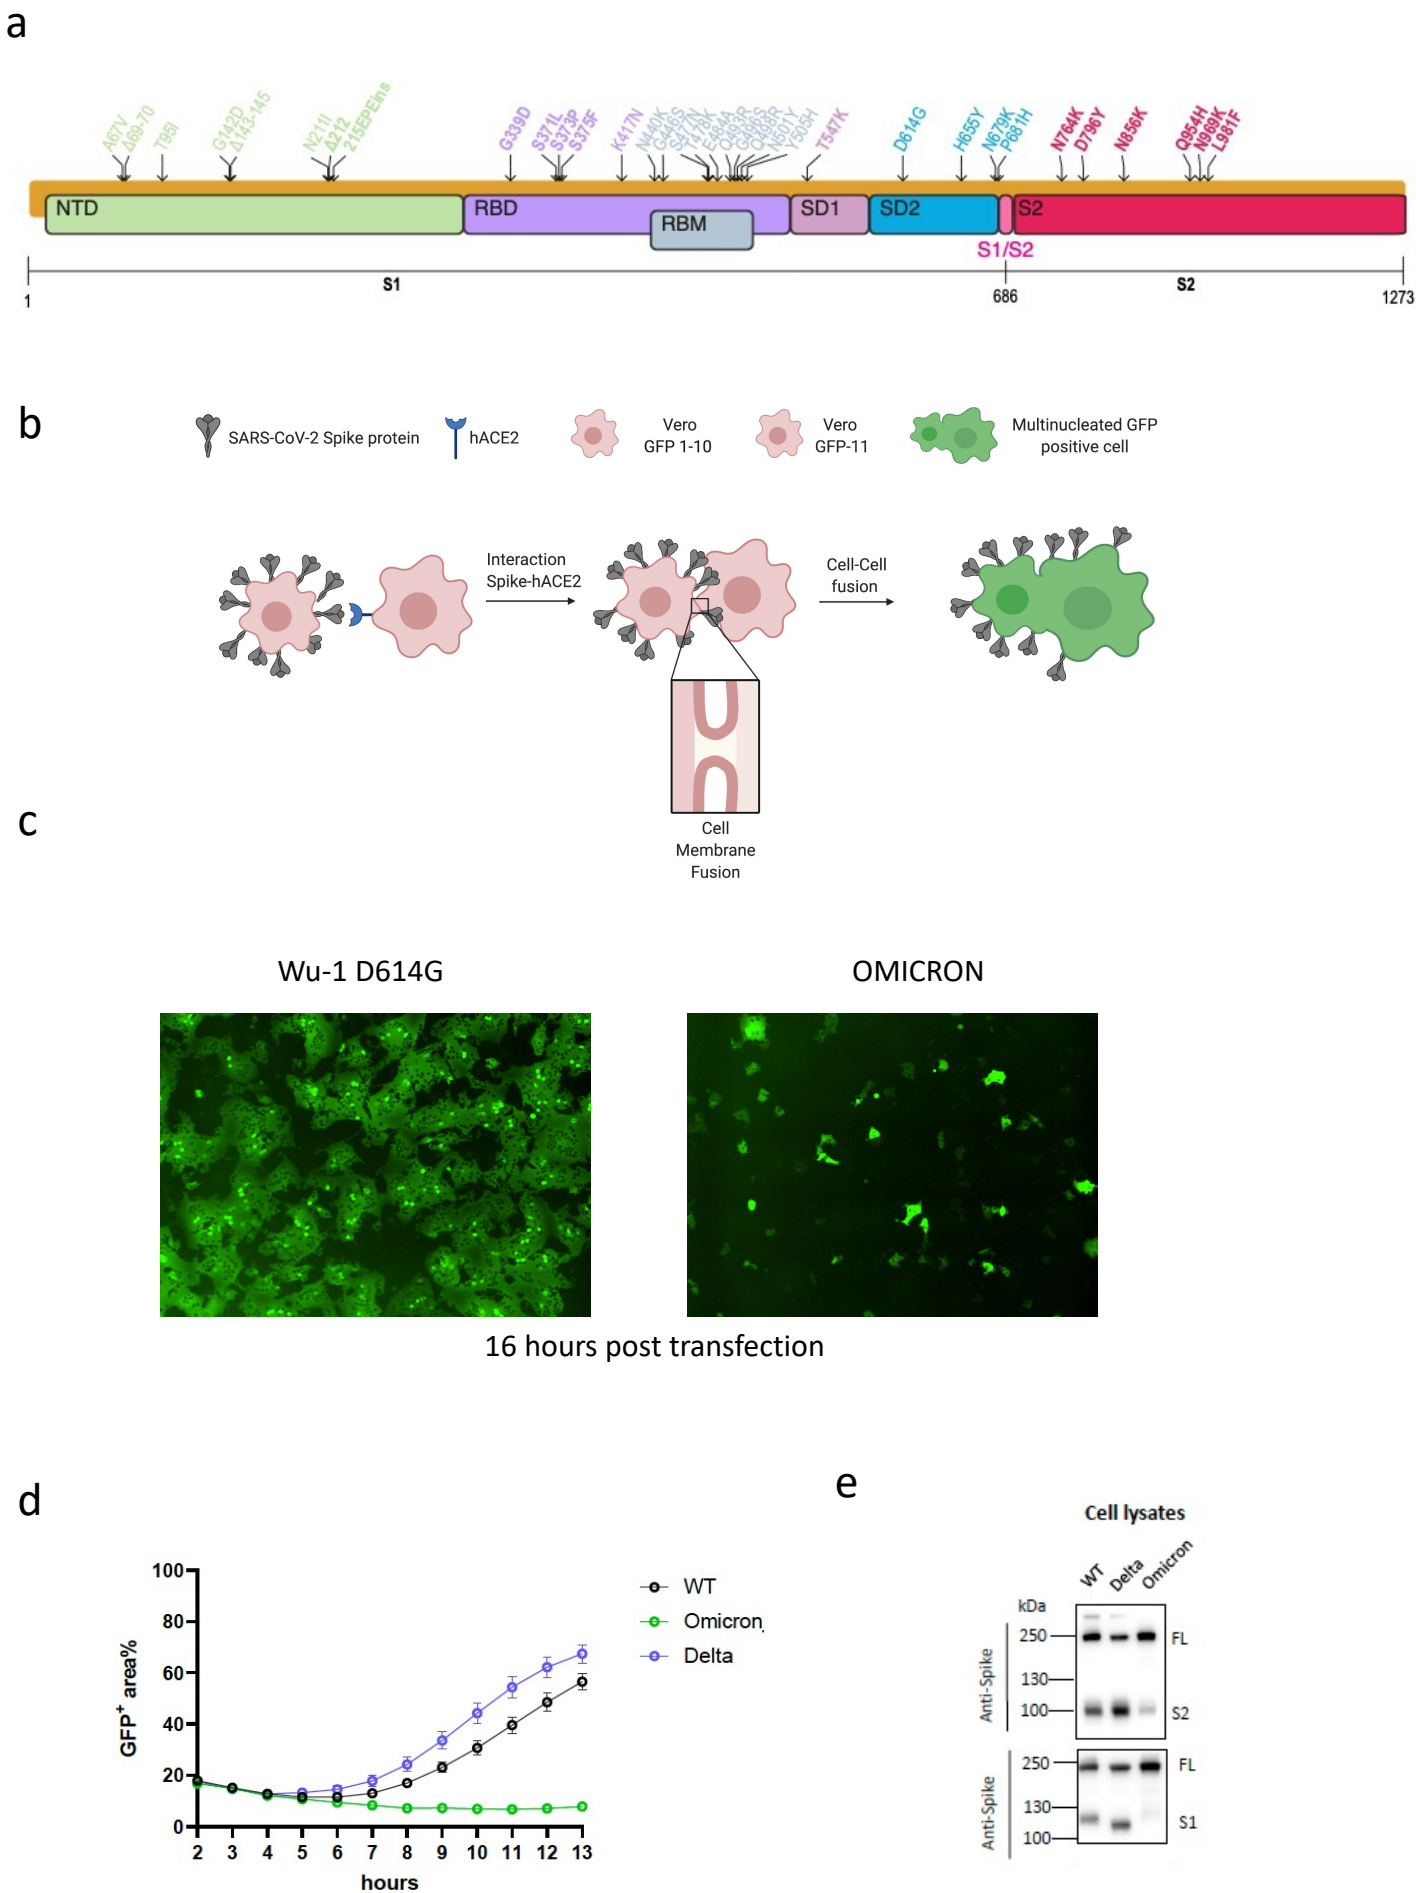 a
A67V
Δ69-70
T95I
G142D
Δ143-145
N211I
Δ212
215EPEins
G339D
S371L
S373P
S375F
K417N
N440K
G446S
S477N
T478K
E484A
Q493R
G496S
Q498R
N501Y
Y505H
T547K
D614G
H655Y
N679K
P681H
N764K
D796Y
N856K
Q954H
N969K
L981F
NTD
RBD
RBM
SD1
SD2
S2
S1/S2
S1
S2
1
686
1273
b
SARS-CoV-2 Spike protein
hACE2
Vero
GFP 1-10
Vero
GFP-11
Multinucleated GFP
positive cell
Interaction
Spike-hACE2
Cell-Cell
fusion
Cell
Membrane
Fusion
c
Wu-1 D614G
OMICRON
16 hours post transfection
d
GFP+ area%
100
80
60
40
20
0
2 3 4 5 6 7 8 9 10 11 12 13
hours
WT
Omicron
Delta
e
Cell lysates
WT
Delta
Omicron
kDa
Anti-Spike
250
130
100
FL
S2
Anti-Spike
250
130
100
FL
S1